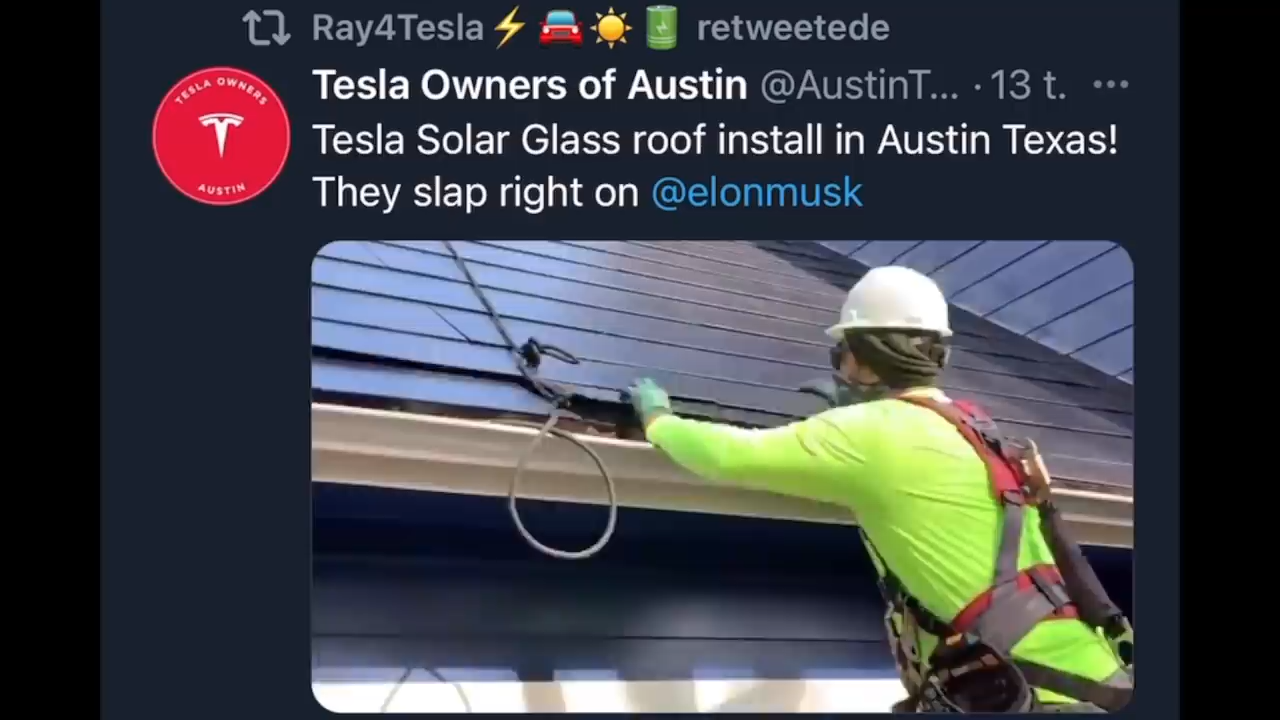 Ray4Tesla⚡🚘☀️🔋 retweetede
Tesla Owners of Austin @AustinT... · 13 t.
TESLA OWNERS
AUSTIN
Tesla Solar Glass roof install in Austin Texas!
They slap right on @elonmusk